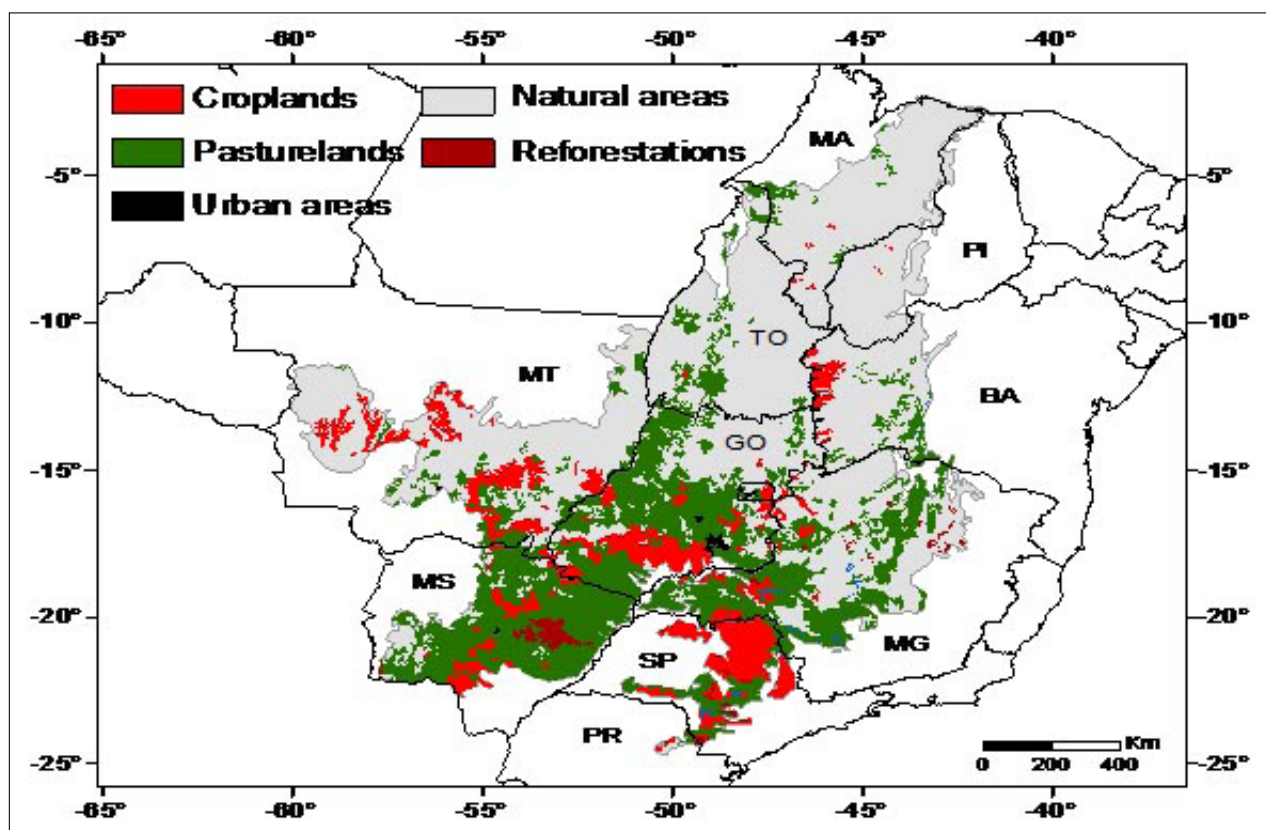 -65° -60° -55° -50° -45° -40°
Croplands Natural areas
Pasturelands Reforestations
Urban areas
MA
-5° -5°
PI
-10° -10°
TO
MT
BA
GO
-15° -15°
MS
-20° -20°
MG
SP
PR
Km
0 200 400
-25° -25°
-65° -60° -55° -50° -45° -40°